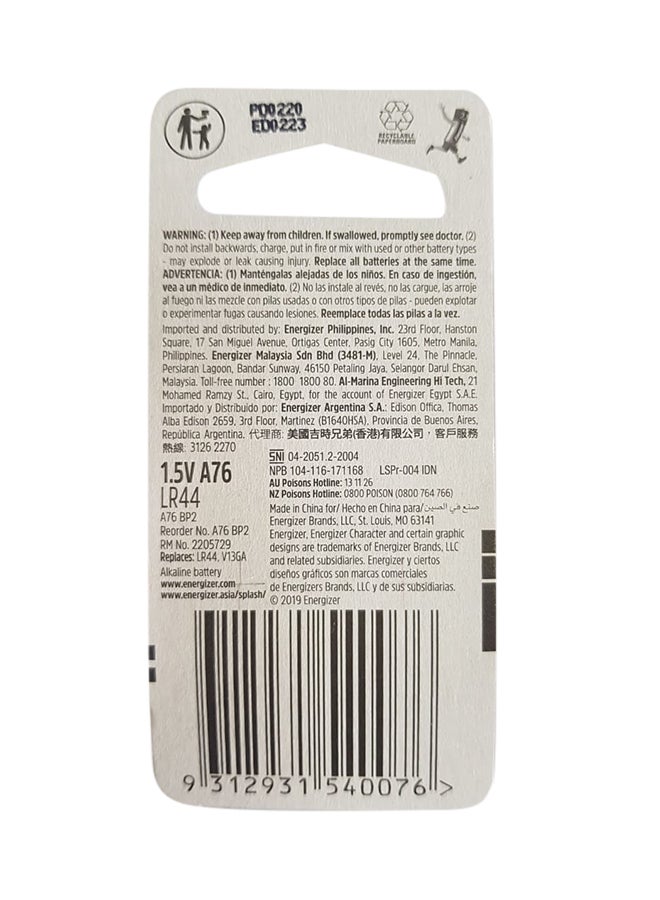 PD0220
ED0223
RECYCLABLE
PAPERBOARD
WARNING: (1) Keep away from children. If swallowed, promptly see doctor. (2)
Do not install backwards, charge, put in fire or mix with used or other battery types
- may explode or leak causing injury. Replace all batteries at the same time.
ADVERTENCIA: (1) Manténgalas alejadas de los niños. En caso de ingestión,
vea a un médico de inmediato. (2) No las instale al revés, no las cargue, las arroje
al fuego ni las mezcle con pilas usadas o con otros tipos de pilas - pueden explotar
o experimentar fugas causando lesiones. Reemplace todas las pilas a la vez.
Imported and distributed by: Energizer Philippines, Inc. 23rd Floor, Hanston
Square, 17 San Miguel Avenue, Ortigas Center, Pasig City 1605, Metro Manila,
Philippines. Energizer Malaysia Sdn Bhd (3481-M), Level 24, The Pinnacle,
Persiaran Lagoon, Bandar Sunway, 46150 Petaling Jaya, Selangor Darul Ehsan,
Malaysia. Toll-free number : 1800 1800 80. Al-Marina Engineering Hi Tech, 21
Mohamed Ramzy St., Cairo, Egypt, for the account of Energizer Egypt S.A.E.
Importado y Distribuido por: Energizer Argentina S.A.: Edison Offica, Thomas
Alba Edison 2659, 3rd Floor, Martinez (B1640HSA), Provincia de Buenos Aires,
República Argentina. 代理商: 美國吉時兄弟(香港)有限公司，客戶服務
熱線: 3126 2270
SNI 04-2051.2-2004
NPB 104-116-171168 LSPr-004 IDN
AU Poisons Hotline: 13 11 26
NZ Poisons Hotline: 0800 POISON (0800 764 766)
1.5V A76
LR44
A76 BP2
Reorder No. A76 BP2
RM No. 2205729
Replaces: LR44, V13GA
Alkaline battery
www.energizer.com
www.energizer.asia/splash/
Made in China for/ Hecho en China para/صنع في الصين
Energizer Brands, LLC, St. Louis, MO 63141
Energizer, Energizer Character and certain graphic
designs are trademarks of Energizer Brands, LLC
and related subsidiaries. Energizer y ciertos
diseños gráficos son marcas comerciales
de Energizers Brands, LLC y de sus subsidiarias.
© 2019 Energizer
9 312931 540076 >